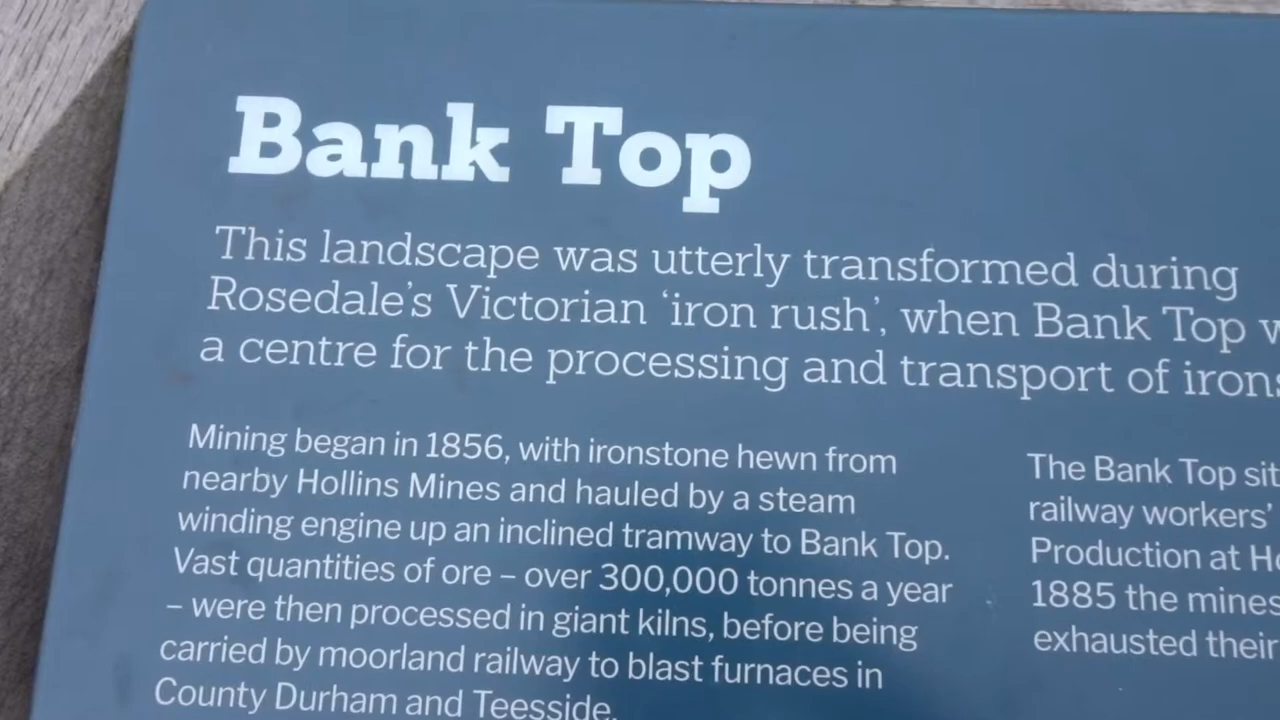 Bank Top
This landscape was utterly transformed during
Rosedale's Victorian ‘iron rush’, when Bank Top
a centre for the processing and transport of
Mining began in 1856, with ironstone hewn from
nearby Hollins Mines and hauled by a steam
winding engine up an inclined tramway to Bank Top.
Vast quantities of ore – over 300,000 tonnes a year
– were then processed in giant kilns, before being
carried by moorland railway to blast furnaces in
County Durham and Teesside.
The Bank Top
railway workers’
Production at
1885 the mines
exhausted their